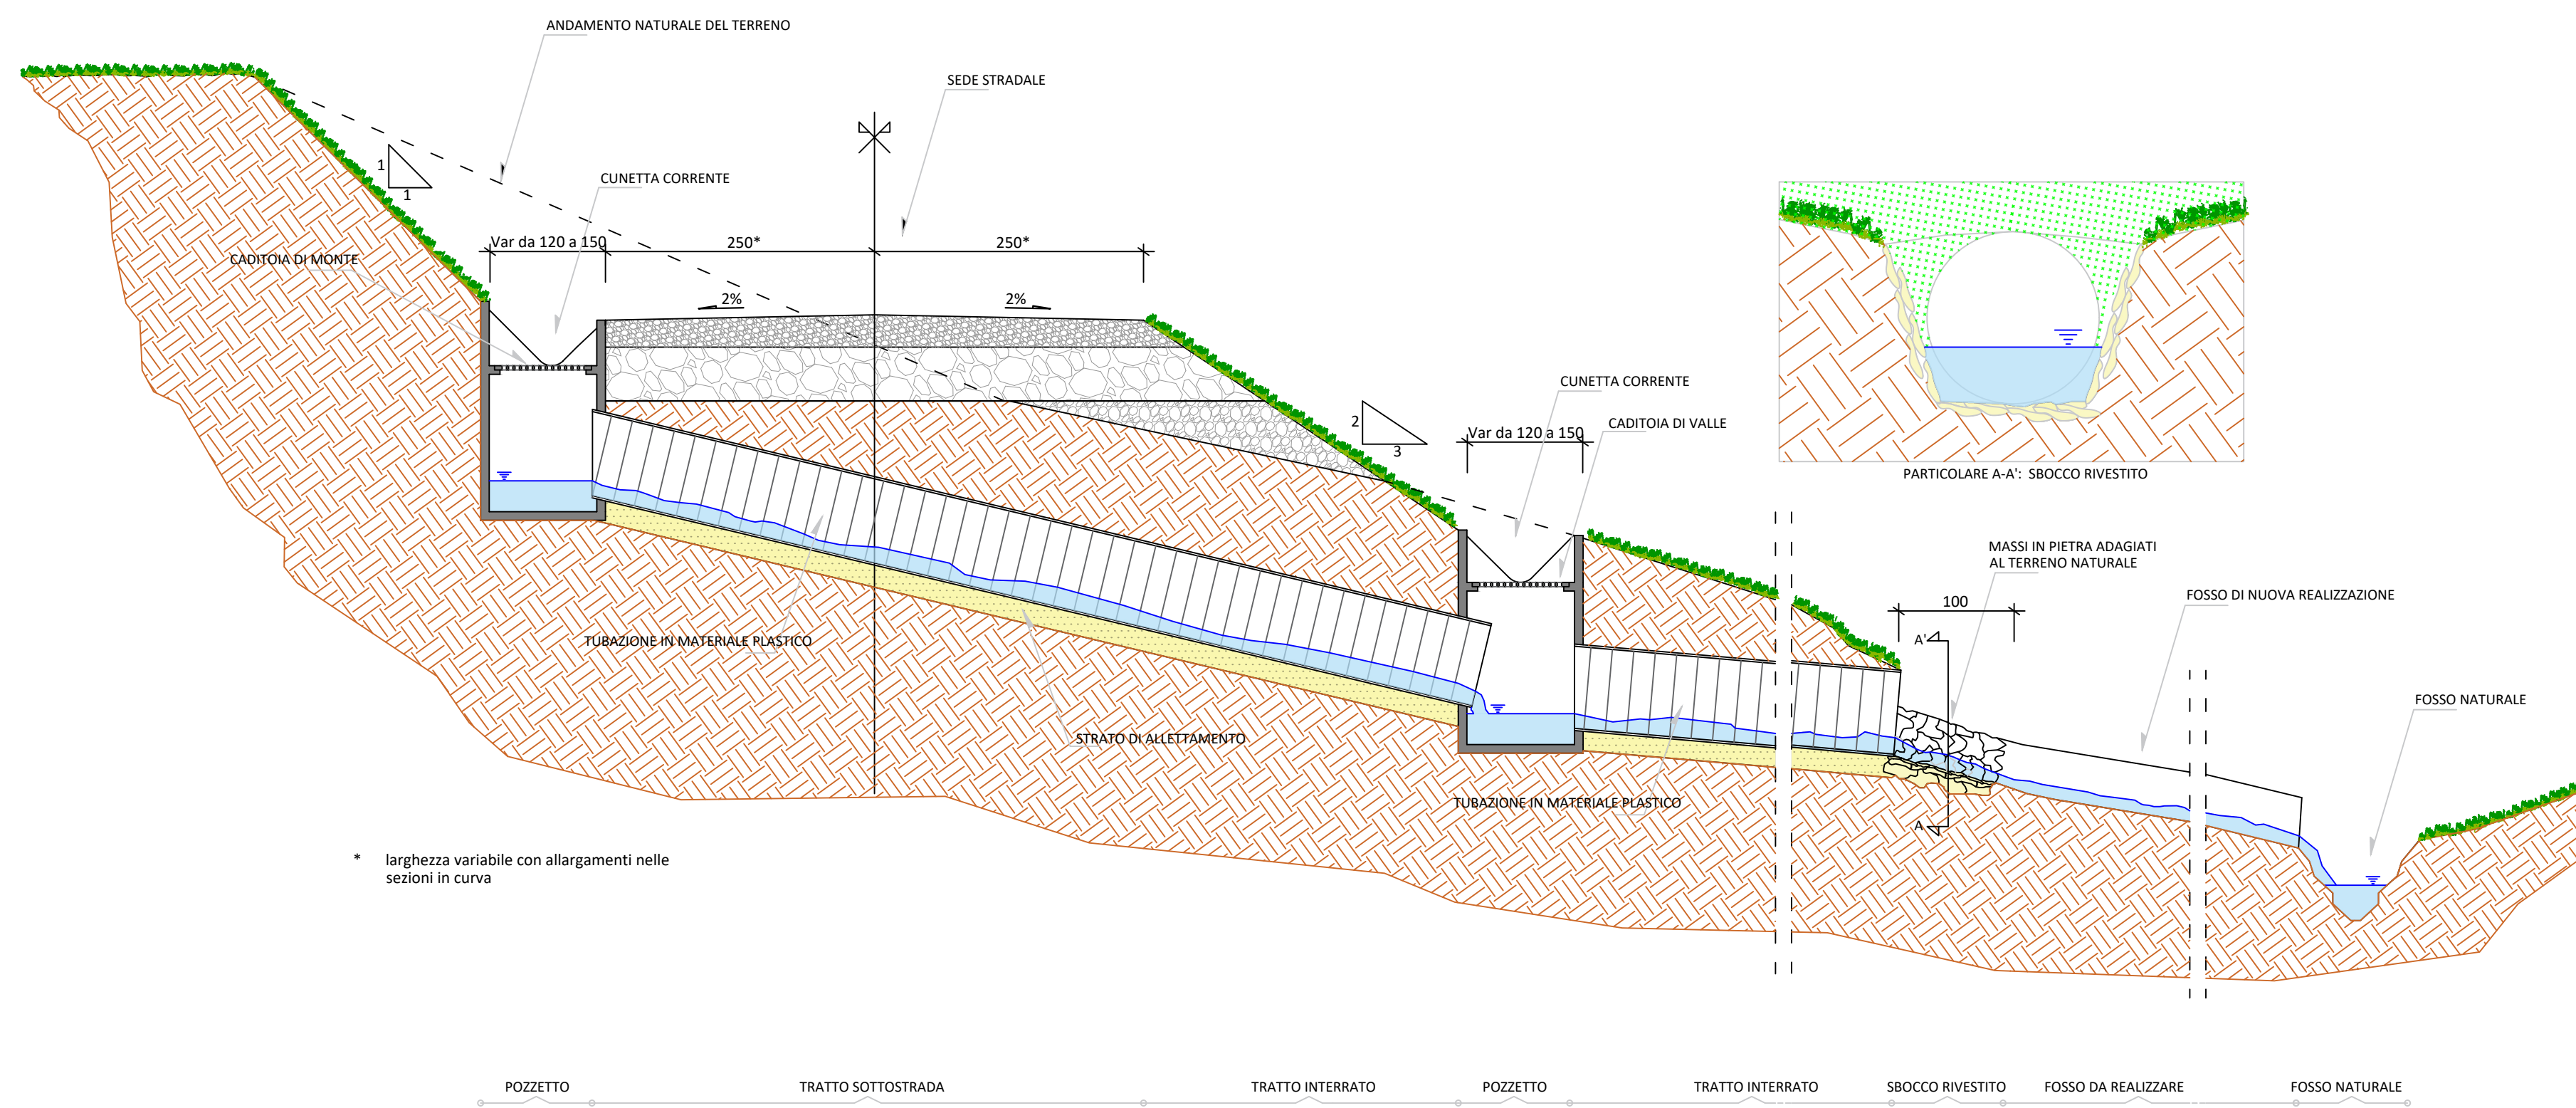 ANDAMENTO NATURALE DEL TERRENO
SEDE STRADALE
1
1
CUNETTA CORRENTE
Var da 120 a 150
250*
250*
CADITOIA DI MONTE
2%
2%
CUNETTA CORRENTE
2
3
CADITOIA DI VALLE
Var da 120 a 150
PARTICOLARE A-A': SBOCCO RIVESTITO
MASSI IN PIETRA ADAGIATI
AL TERRENO NATURALE
FOSSO DI NUOVA REALIZZAZIONE
100
A'
TUBAZIONE IN MATERIALE PLASTICO
FOSSO NATURALE
STRATO DI ALLETTAMENTO
TUBAZIONE IN MATERIALE PLASTICO
A
* larghezza variabile con allargamenti nelle
sezioni in curva
POZZETTO
TRATTO SOTTOSTRADA
TRATTO INTERRATO
POZZETTO
TRATTO INTERRATO
SBOCCO RIVESTITO
FOSSO DA REALIZZARE
FOSSO NATURALE